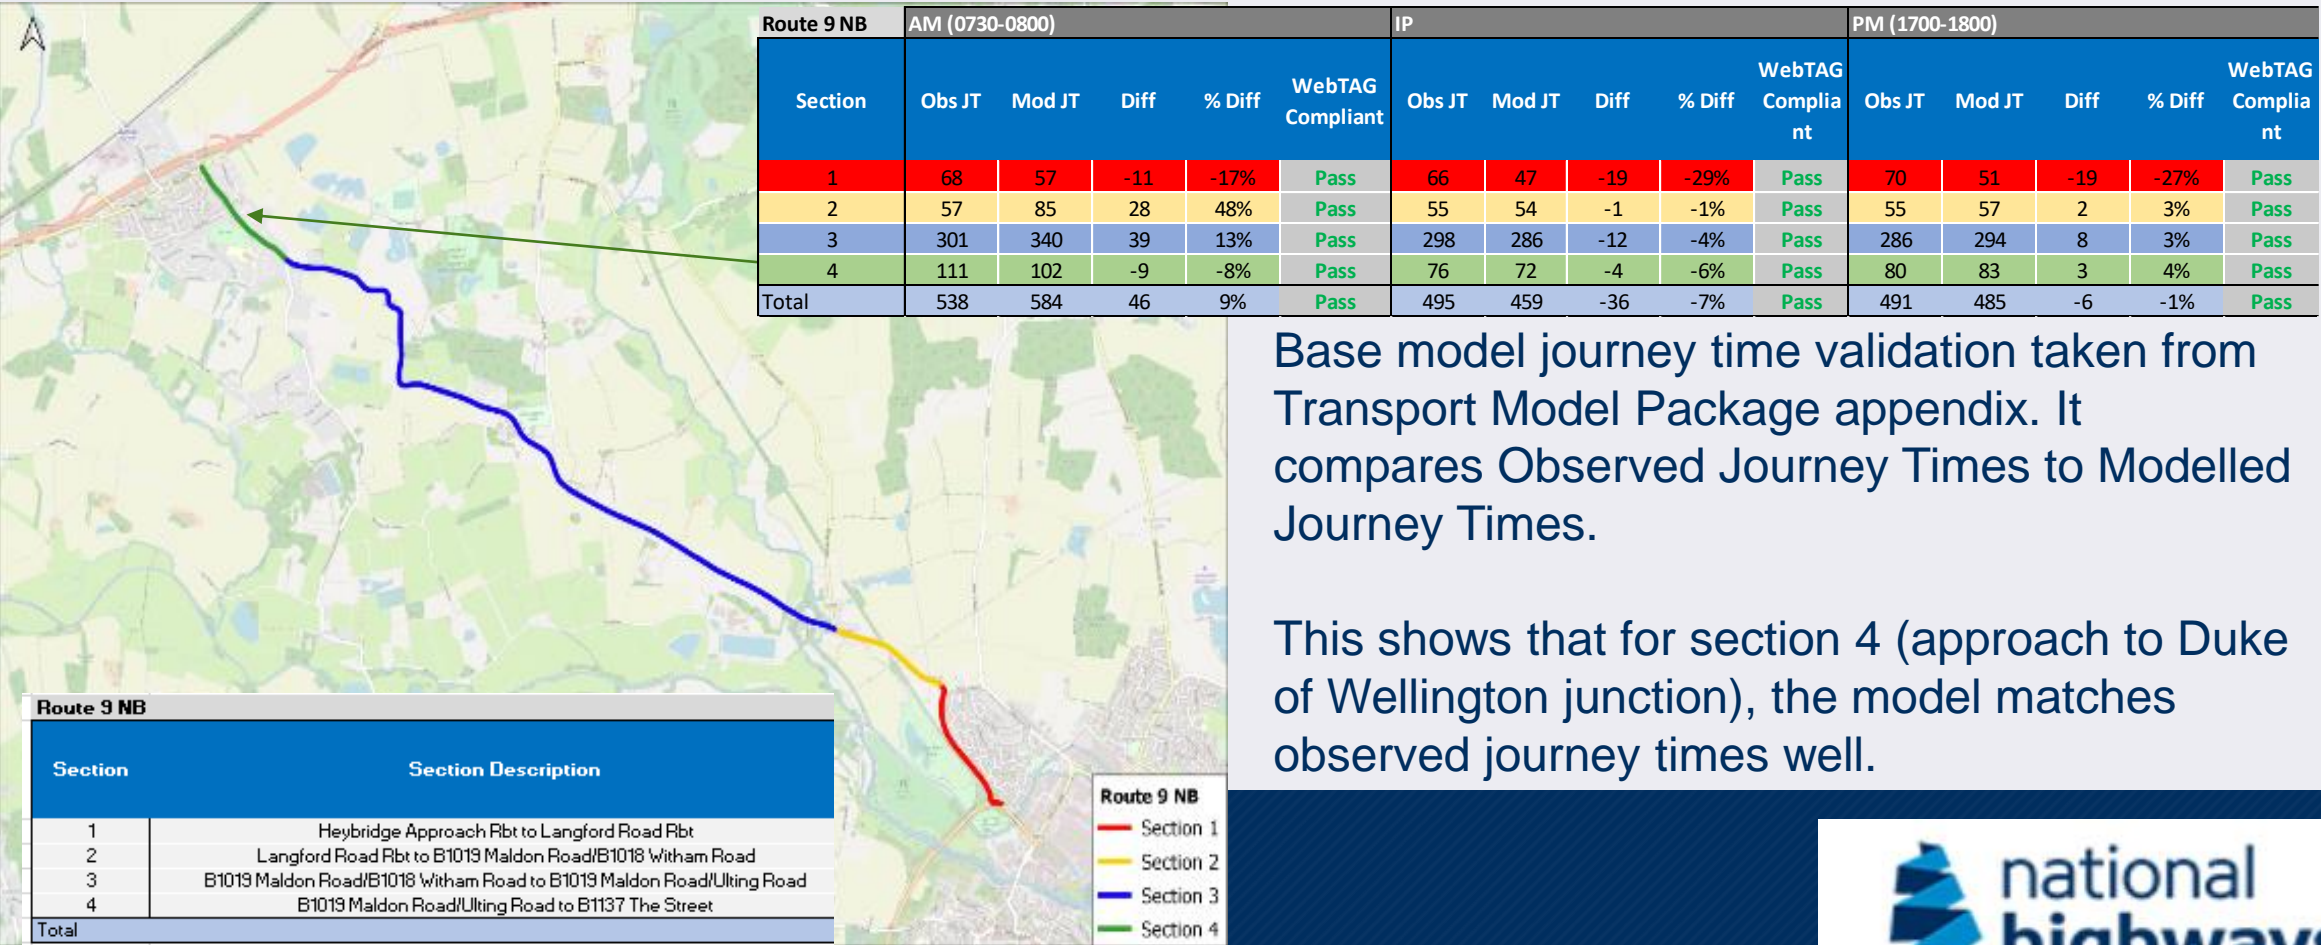 Route 9 NB AM (0730-0800) IP PM (1700-1800)
Section Obs JT Mod JT Diff % Diff WebTAG Compliant Obs JT Mod JT Diff % Diff WebTAG Complia nt Obs JT Mod JT Diff % Diff WebTAG Complia nt
1 68 57 -11 -17% Pass 66 47 -19 -29% Pass 70 51 -19 -27% Pass
2 57 85 28 48% Pass 55 54 -1 -1% Pass 55 57 2 3% Pass
3 301 340 39 13% Pass 298 286 -12 -4% Pass 286 294 8 3% Pass
4 111 102 -9 -8% Pass 76 72 -4 -6% Pass 80 83 3 4% Pass
Total 538 584 46 9% Pass 495 459 -36 -7% Pass 491 485 -6 -1% Pass
Base model journey time validation taken from
Transport Model Package appendix. It
compares Observed Journey Times to Modelled
Journey Times.
This shows that for section 4 (approach to Duke
of Wellington junction), the model matches
observed journey times well.
Route 9 NB
Section Section Description
1 Heybridge Approach Rbt to Langford Road Rbt
2 Langford Road Rbt to B1019 Maldon Road/B1018 Witham Road
3 B1019 Maldon Road/B1018 Witham Road to B1019 Maldon Road/Ulting Road
4 B1019 Maldon Road/Ulting Road to B1137 The Street
Total
Route 9 NB
Section 1
Section 2
Section 3
Section 4
national
highways